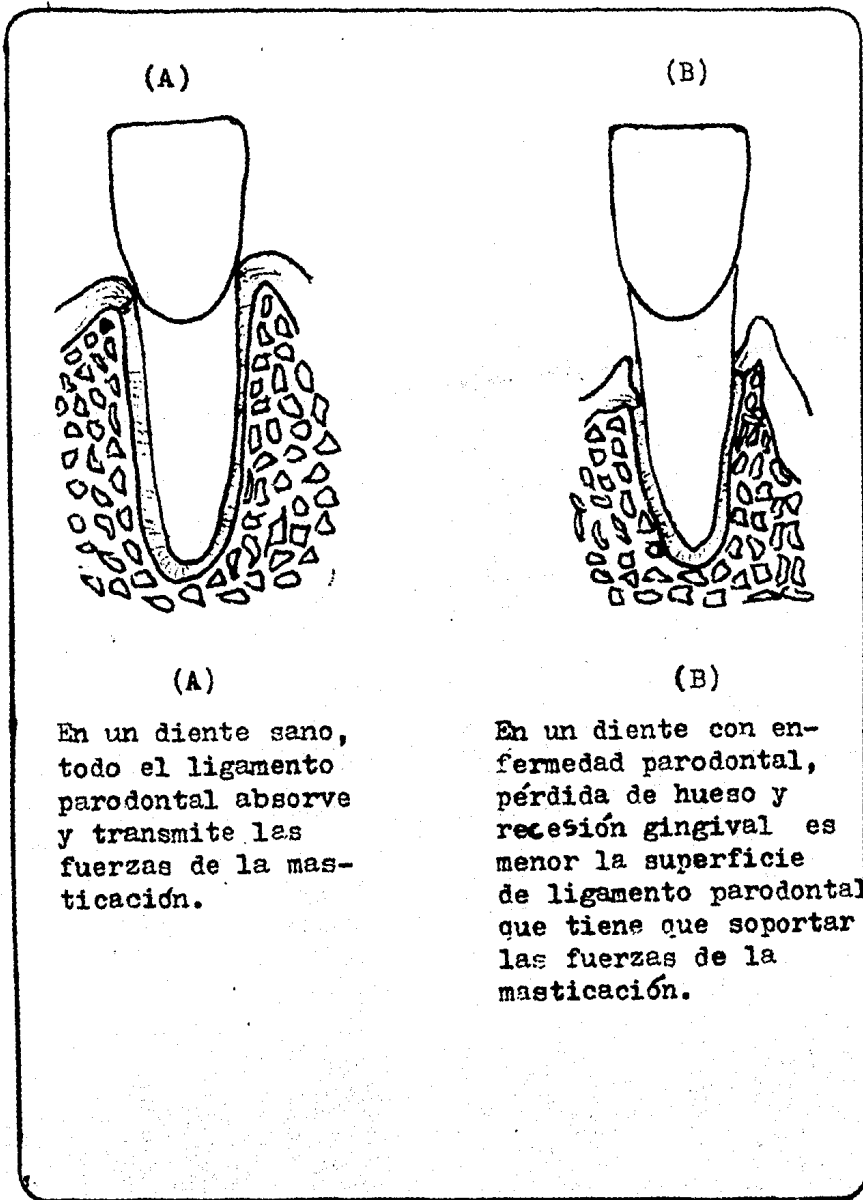 (A)
(B)
(A)
En un diente sano,
todo el ligamento
parodontal absorve
y transmite las
fuerzas de la mas-
ticación.
(B)
En un diente con en-
fermedad parodontal,
pérdida de hueso y
recesión gingival es
menor la superficie
de ligamento parodontal
que tiene que soportar
las fuerzas de la
masticación.